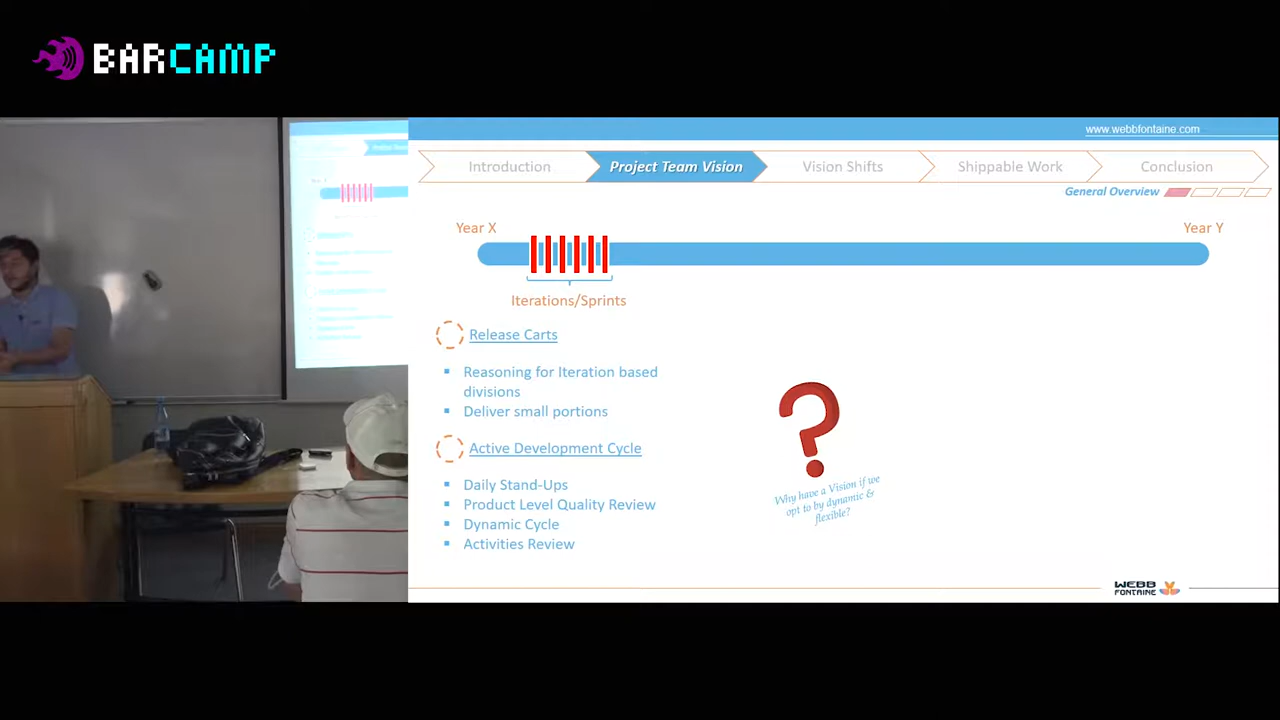 BARCAMP
www.webbfontaine.com
Introduction
Project Team Vision
Vision Shifts
Shippable Work
Conclusion
General Overview
Year X
Year Y
Iterations/Sprints
Release Carts
Reasoning for Iteration based
divisions
Deliver small portions
Active Development Cycle
Daily Stand-Ups
Product Level Quality Review
Dynamic Cycle
Activities Review
Why have a Vision if we
opt to by dynamic &
flexible?
WEBB
FONTAINE